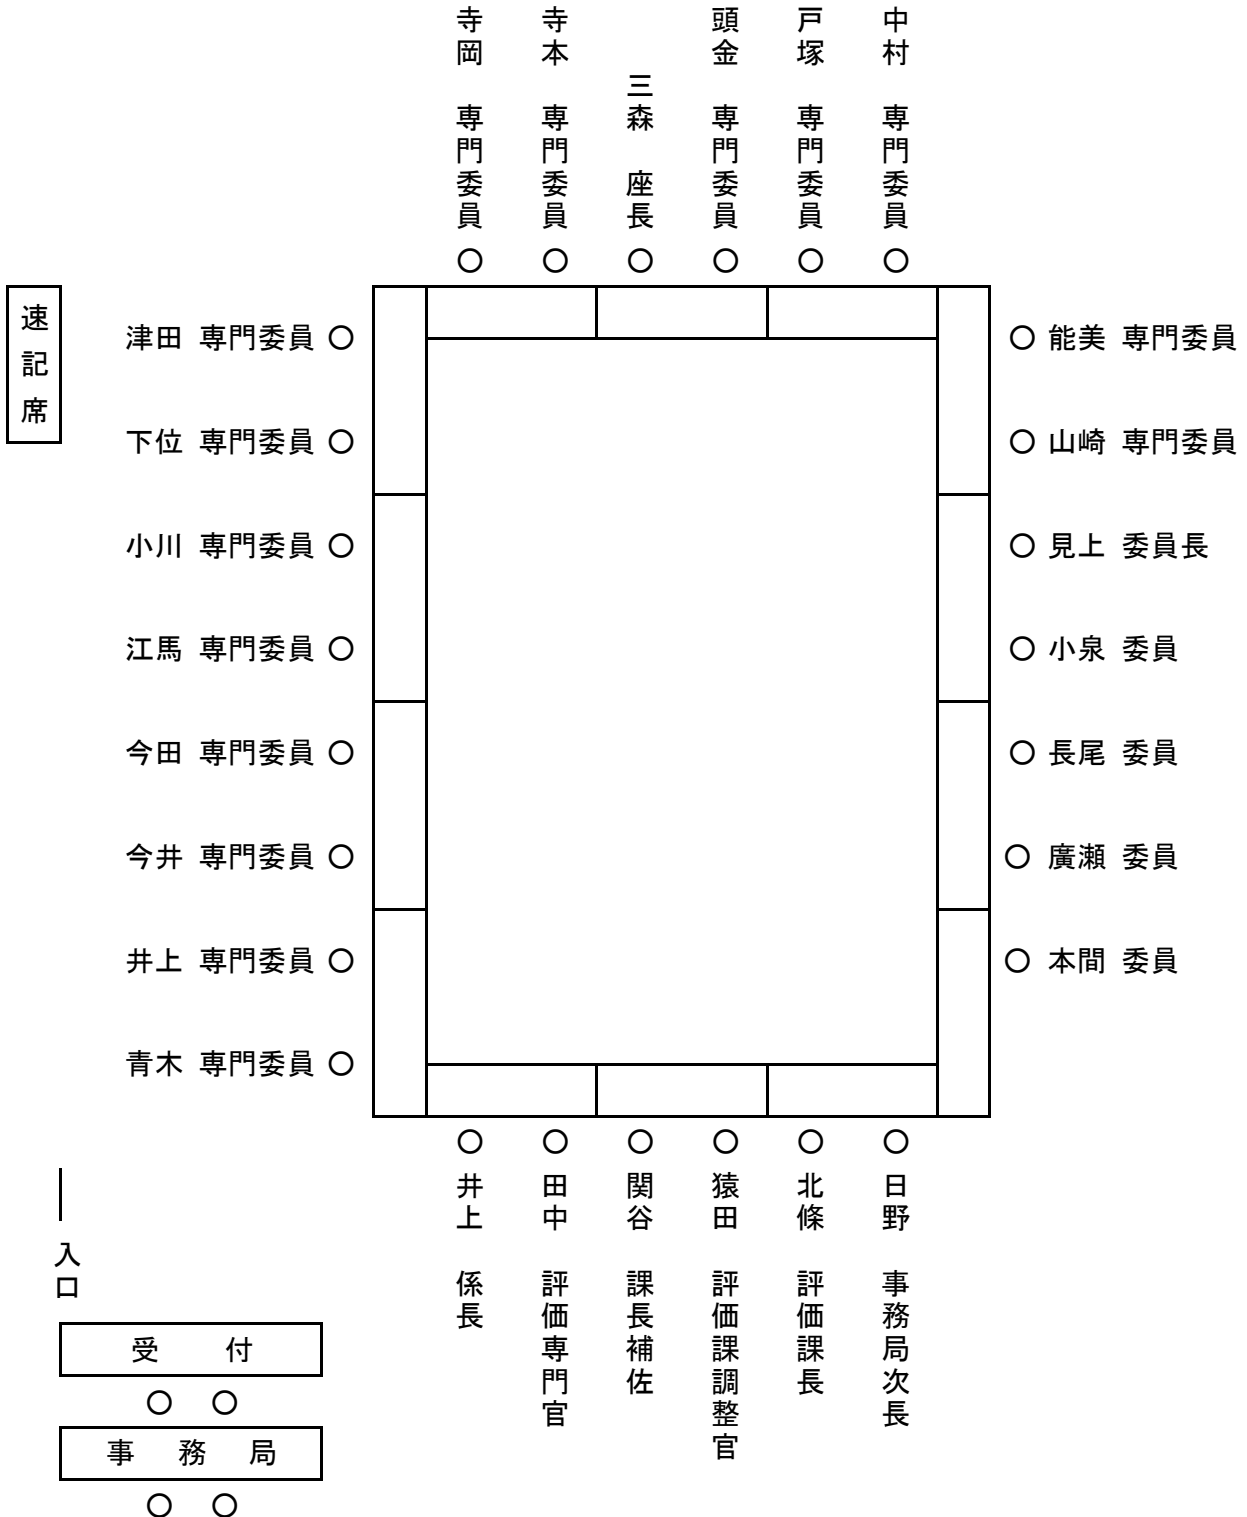 寺岡 専門委員
寺本 専門委員
三森 座長
頭金 専門委員
戸塚 専門委員
中村 専門委員
速記席
津田 専門委員
下位 専門委員
小川 専門委員
江馬 専門委員
今田 専門委員
今井 専門委員
井上 専門委員
青木 専門委員
能美 専門委員
山崎 専門委員
見上 委員長
小泉 委員
長尾 委員
廣瀬 委員
本間 委員
井上 係長
田中 評価専門官
関谷 課長補佐
猿田 評価課調整官
北條 評価課長
日野 事務局次長
入口
受 付
事 務 局